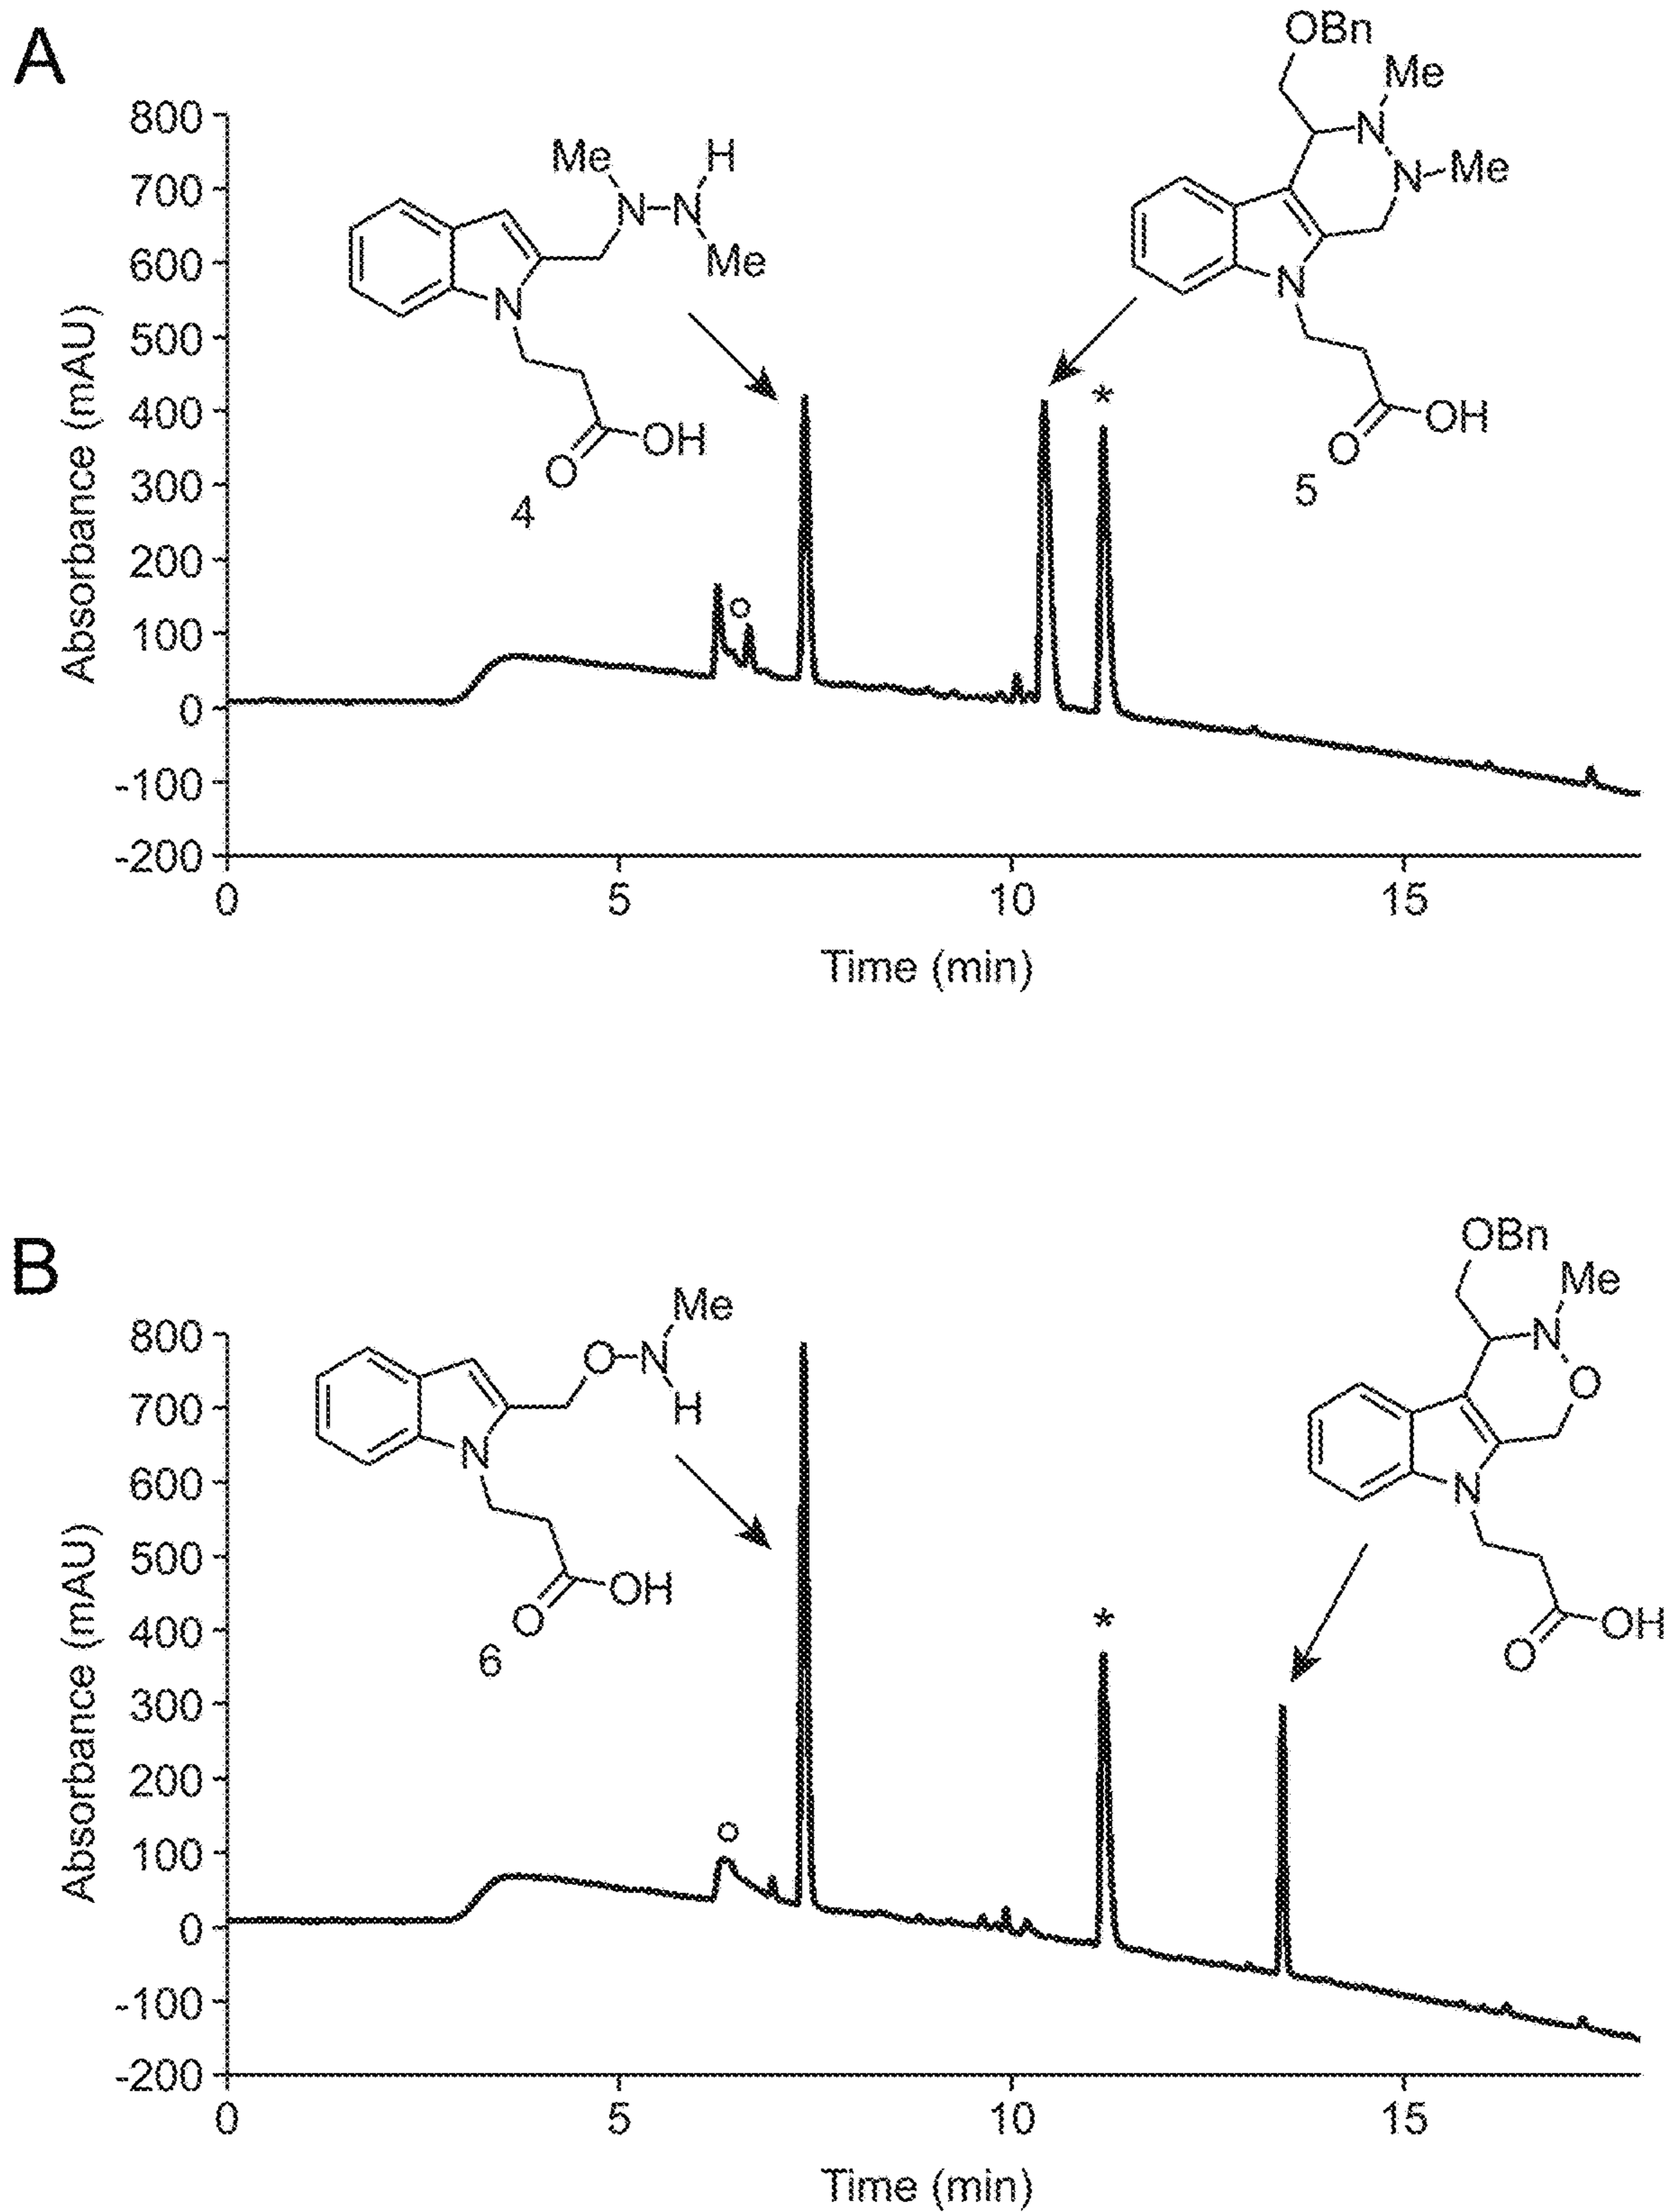 A
OBn
Me
N
N-Me
N
O
OH
5
Me
H
N-N
Me
N
O
OH
4
*
o
800
700
600
500
400
300
200
100
0
-100
-200
Absorbance (mAU)
0
5
10
15
Time (min)
B
OBn
Me
N
O
N
O
OH
Me
O-N
H
N
O
OH
6
*
o
800
700
600
500
400
300
200
100
0
-100
-200
Absorbance (mAU)
0
5
10
15
Time (min)